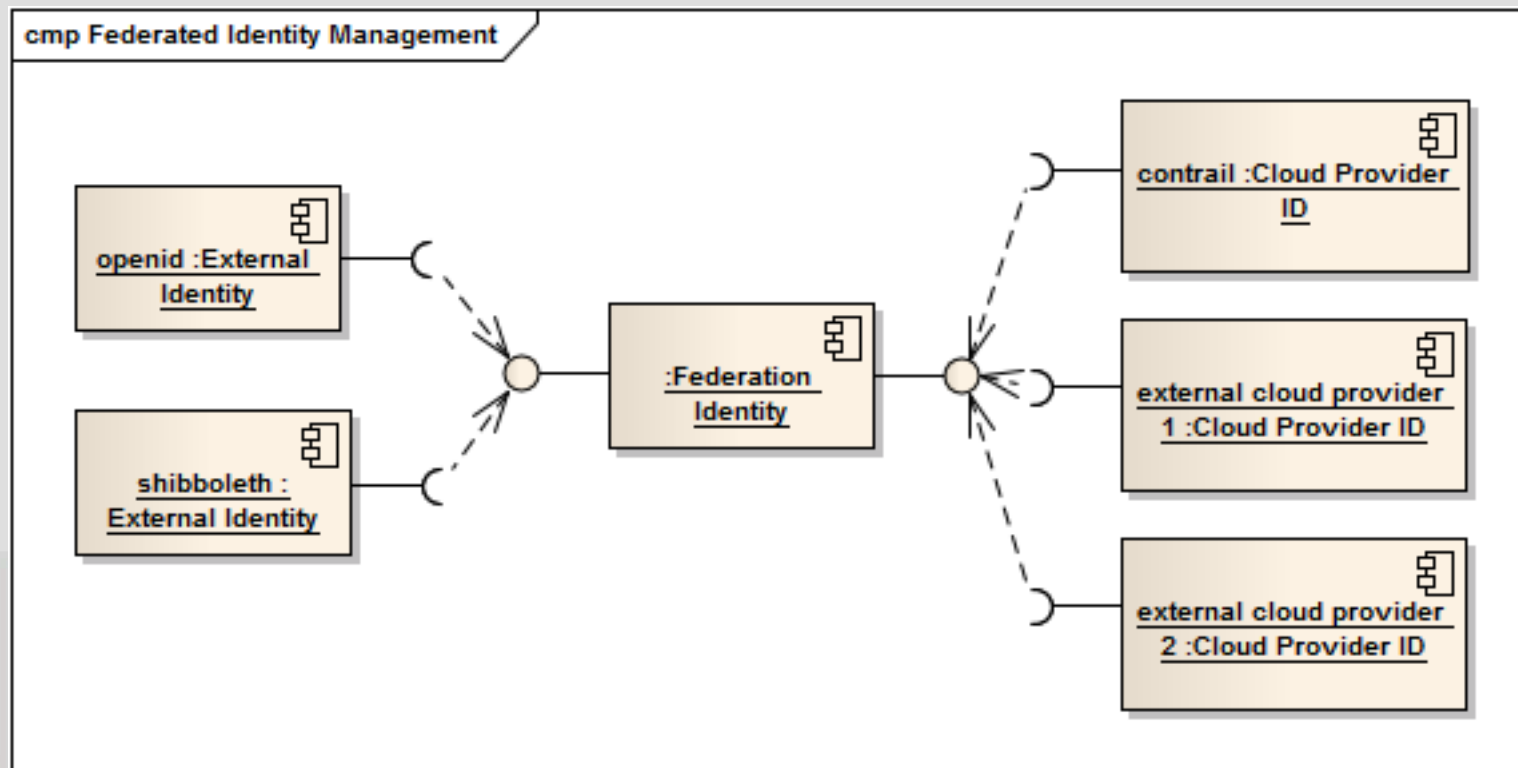 cmp Federated Identity Management
openid :External
Identity
shibboleth :
External Identity
:Federation
Identity
contrail :Cloud Provider
ID
external cloud provider
1 :Cloud Provider ID
external cloud provider
2 :Cloud Provider ID